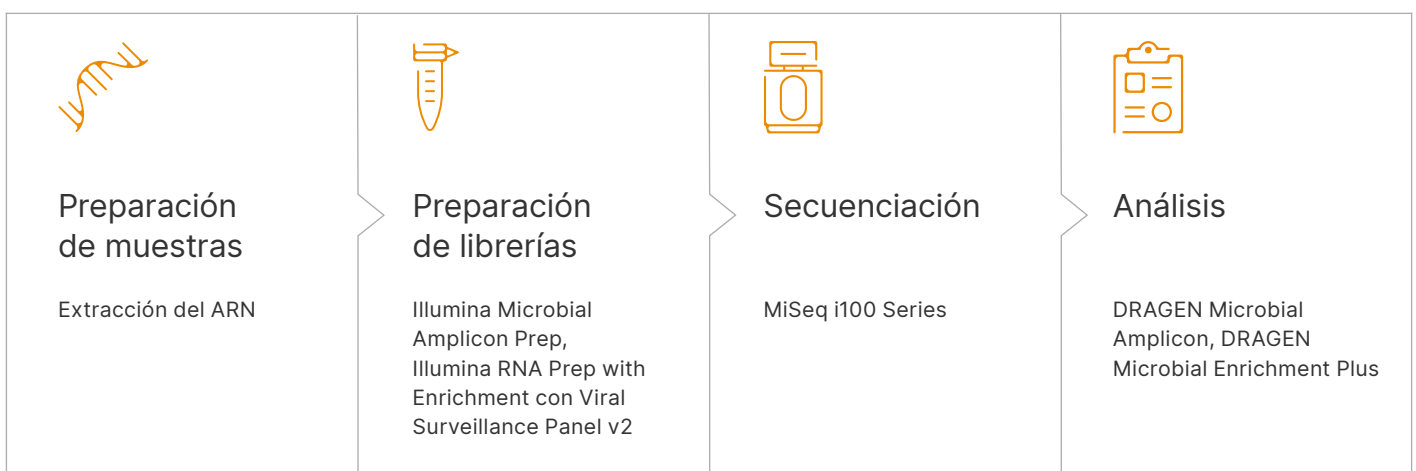 Preparación
de muestras
Extracción del ARN
Preparación
de librerías
Illumina Microbial
Amplicon Prep,
Illumina RNA Prep with
Enrichment con Viral
Surveillance Panel v2
Secuenciación
MiSeq i100 Series
Análisis
DRAGEN Microbial
Amplicon, DRAGEN
Microbial Enrichment Plus